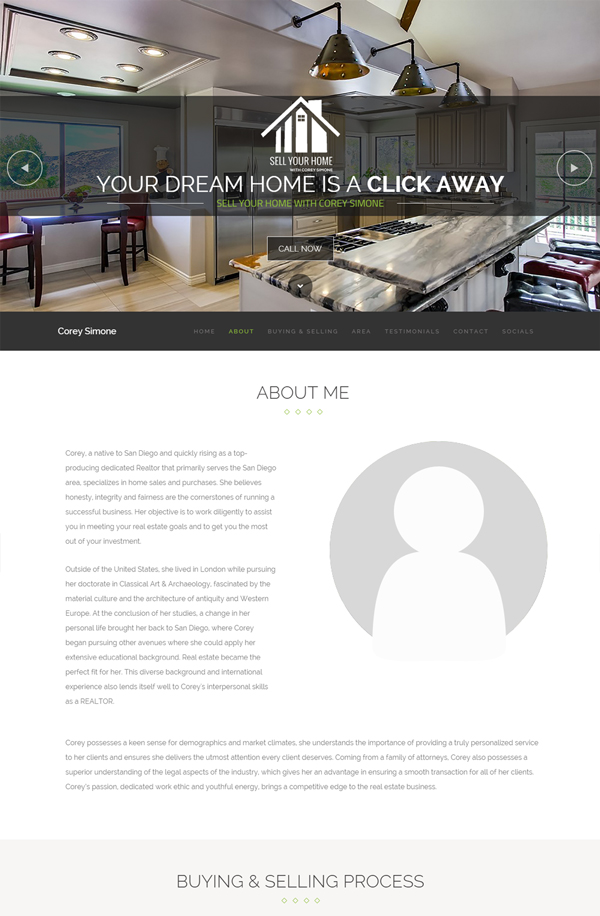 SELL YOUR HOME
WITH COREY SIMONE
YOUR DREAM HOME IS A CLICK AWAY
SELL YOUR HOME WITH COREY SIMONE
CALL NOW
Corey Simone
HOME ABOUT BUYING & SELLING AREA TESTIMONIALS CONTACT SOCIALS
ABOUT ME
Corey, a native to San Diego and quickly rising as a top-
producing dedicated Realtor that primarily serves the San Diego
area, specializes in home sales and purchases. She believes
honesty, integrity and fairness are the cornerstones of running a
successful business. Her objective is to work diligently to assist
you in meeting your real estate goals and to get you the most
out of your investment.
Outside of the United States, she lived in London while pursuing
her doctorate in Classical Art & Archaeology, fascinated by the
material culture and the architecture of antiquity and Western
Europe. At the conclusion of her studies, a change in her
personal life brought her back to San Diego, where Corey
began pursuing other avenues where she could apply her
extensive educational background. Real estate became the
perfect fit for her. This diverse background and international
experience also lends itself well to Corey's interpersonal skills
as a REALTOR.
Corey possesses a keen sense for demographics and market climates, she understands the importance of providing a truly personalized service
to her clients and ensures she delivers the utmost attention every client deserves. Coming from a family of attorneys, Corey also possesses a
superior understanding of the legal aspects of the industry, which gives her an advantage in ensuring a smooth transaction for all of her clients.
Corey's passion, dedicated work ethic and youthful energy, brings a competitive edge to the real estate business.
BUYING & SELLING PROCESS